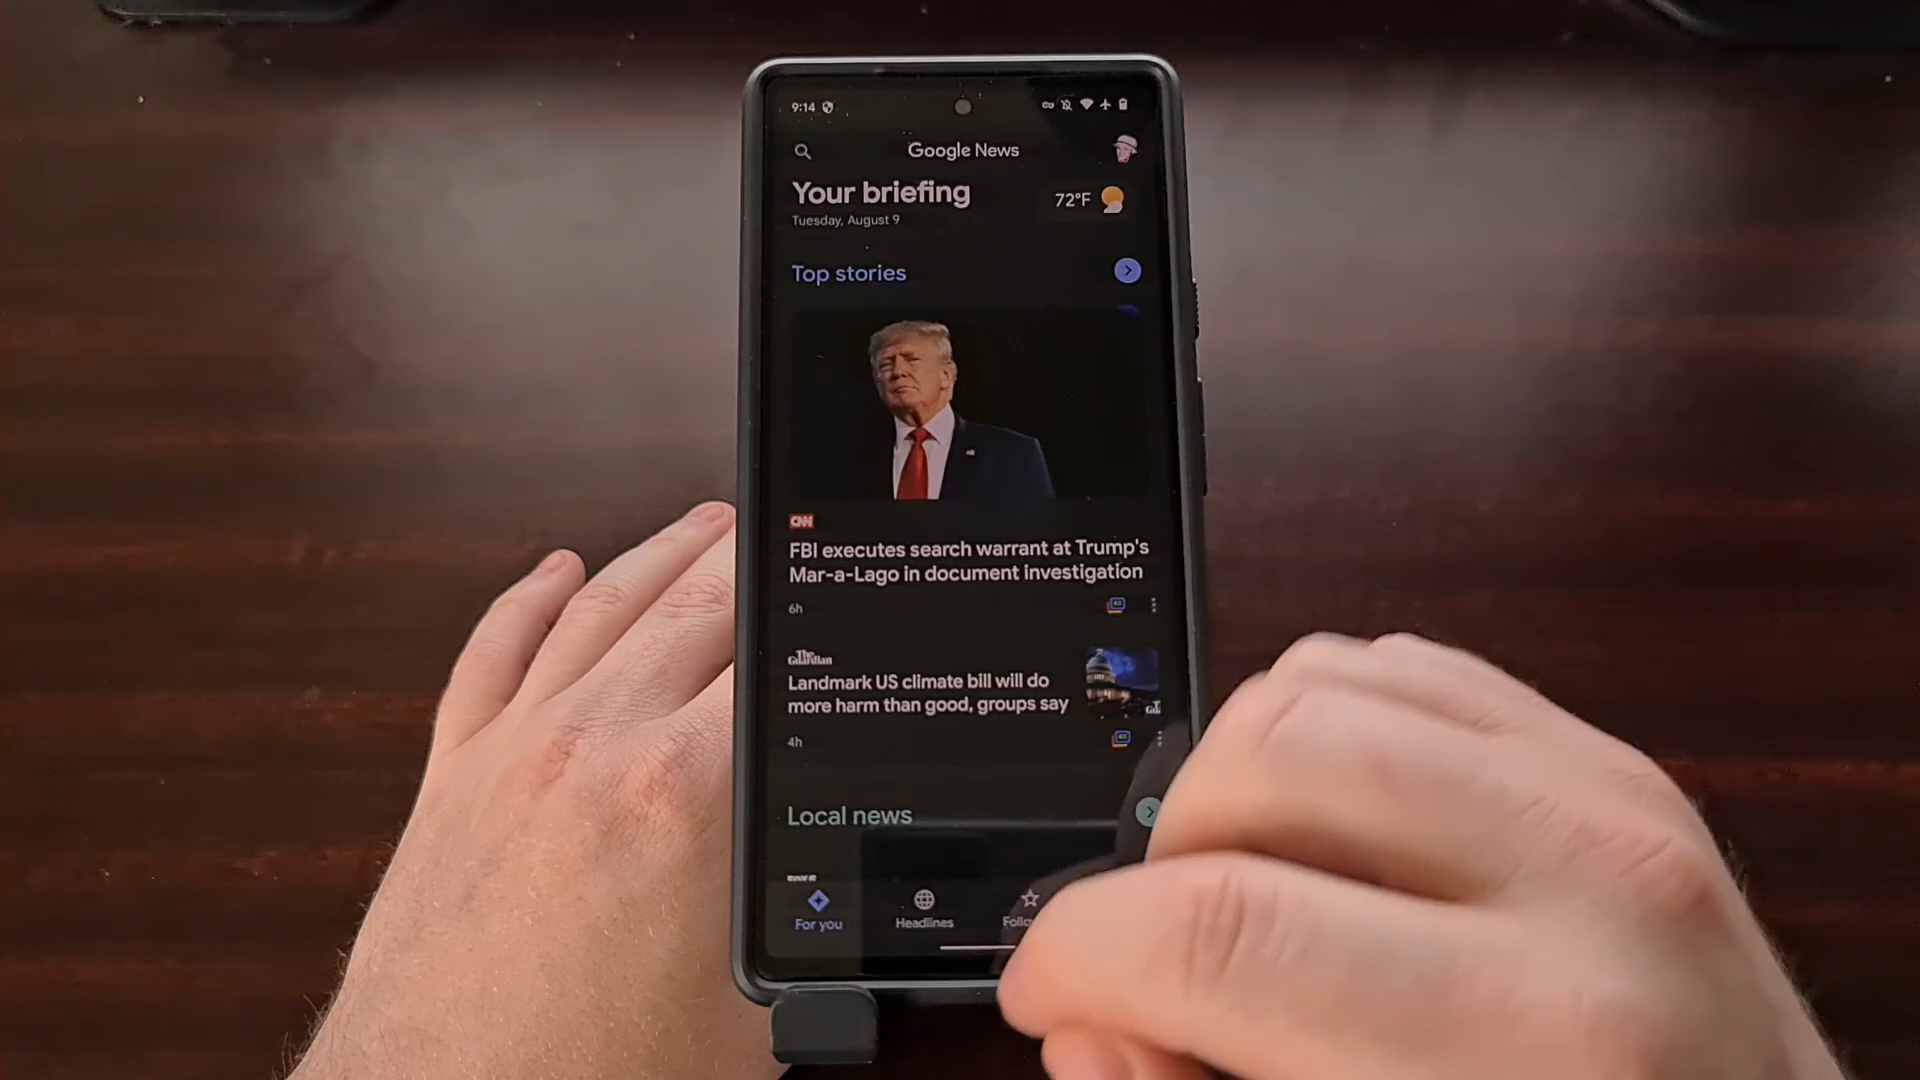 9:14
Google News
Your briefing
72°F
Tuesday, August 9
Top stories
CNN
FBI executes search warrant at Trump's
Mar-a-Lago in document investigation
6h
The
Guardian
Landmark US climate bill will do
more harm than good, groups say
4h
Local news
For you
Headlines